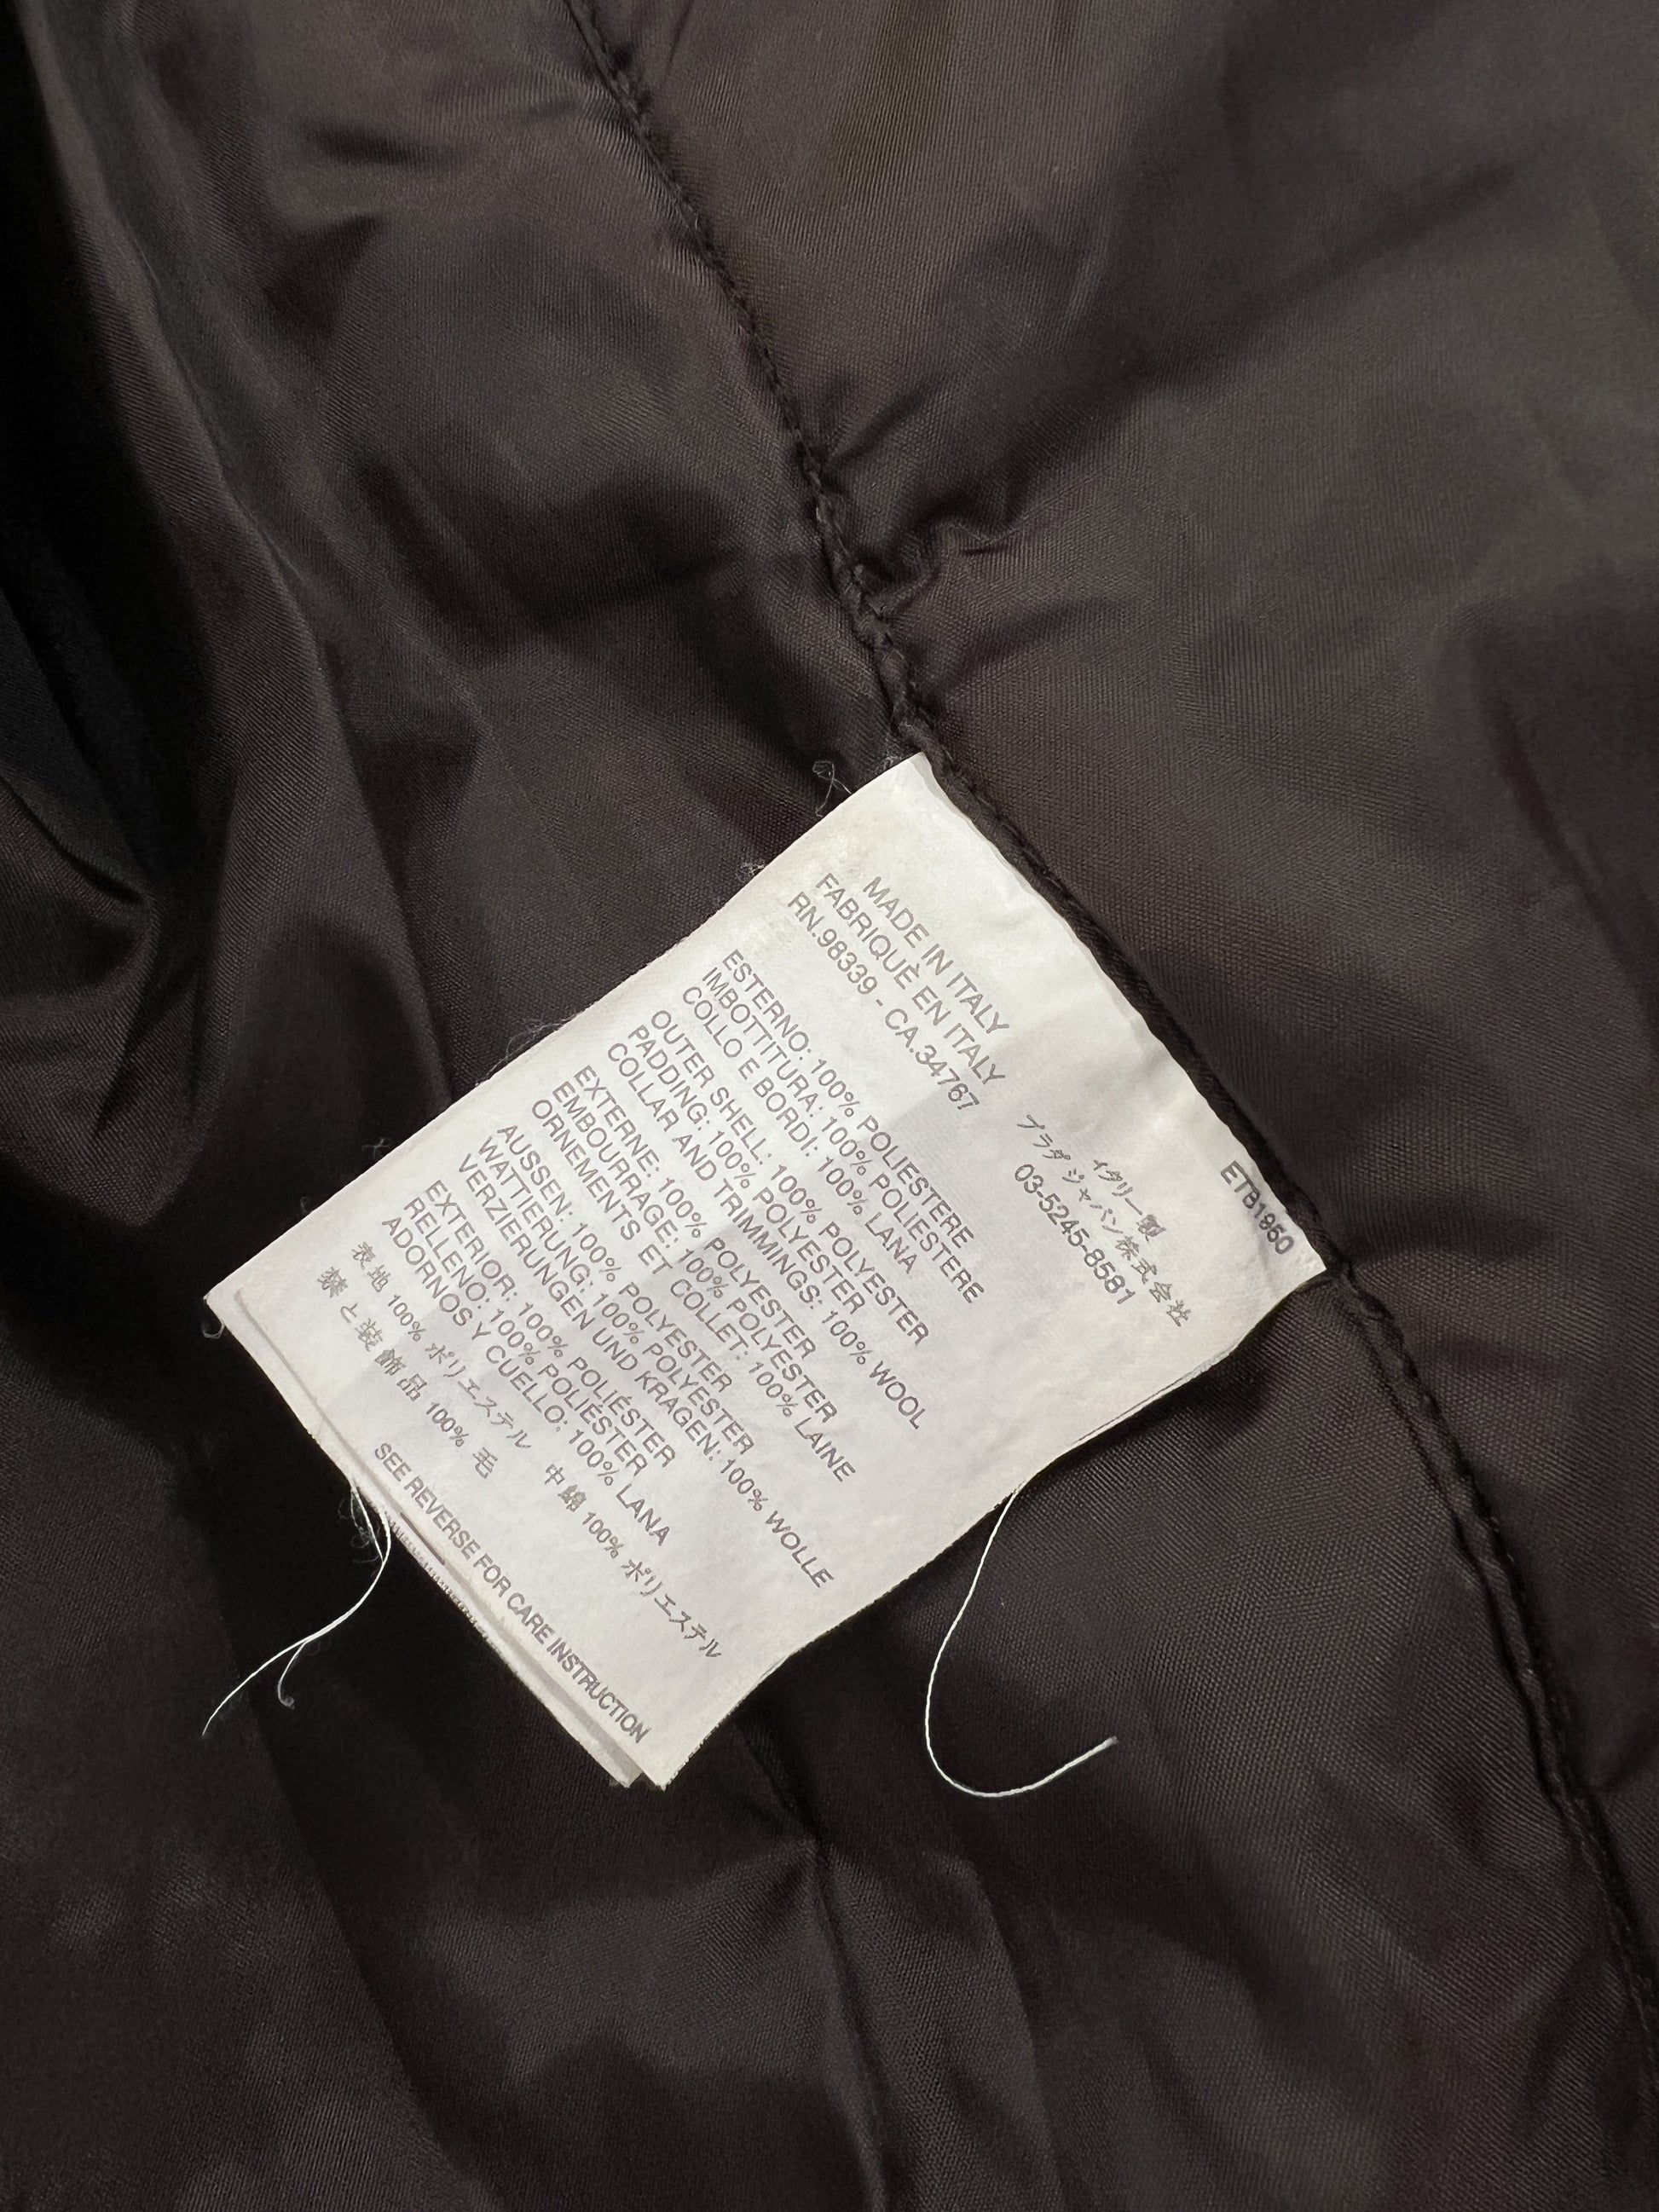 MADE IN ITALY
FABRIQUÈ EN ITALY
RN.98339 - CA.34767
イタリー製
プラダ ジャパン株式会社
03-5245-8581
ETB1950
ESTERNO: 100% POLIESTERE
IMBOTTITURA: 100% POLIESTERE
COLLO E BORDI: 100% LANA
OUTER SHELL: 100% POLYESTER
PADDING: 100% POLYESTER
COLLAR AND TRIMMINGS: 100% WOOL
EXTERNE: 100% POLYESTER
EMBOURRAGE: 100% POLYESTER
ORNEMENTS ET COLLET: 100% LAINE
AUSSEN: 100% POLYESTER
WATTIERUNG: 100% POLYESTER
VERZIERUNGEN UND KRAGEN: 100% WOLLE
EXTERIOR: 100% POLIÉSTER
RELLENO: 100% POLIÉSTER
ADORNOS Y CUELLO: 100% LANA
表地 100% ポリエステル 中綿 100% ポリエステル
襟と装飾品 100% 毛
SEE REVERSE FOR CARE INSTRUCTION